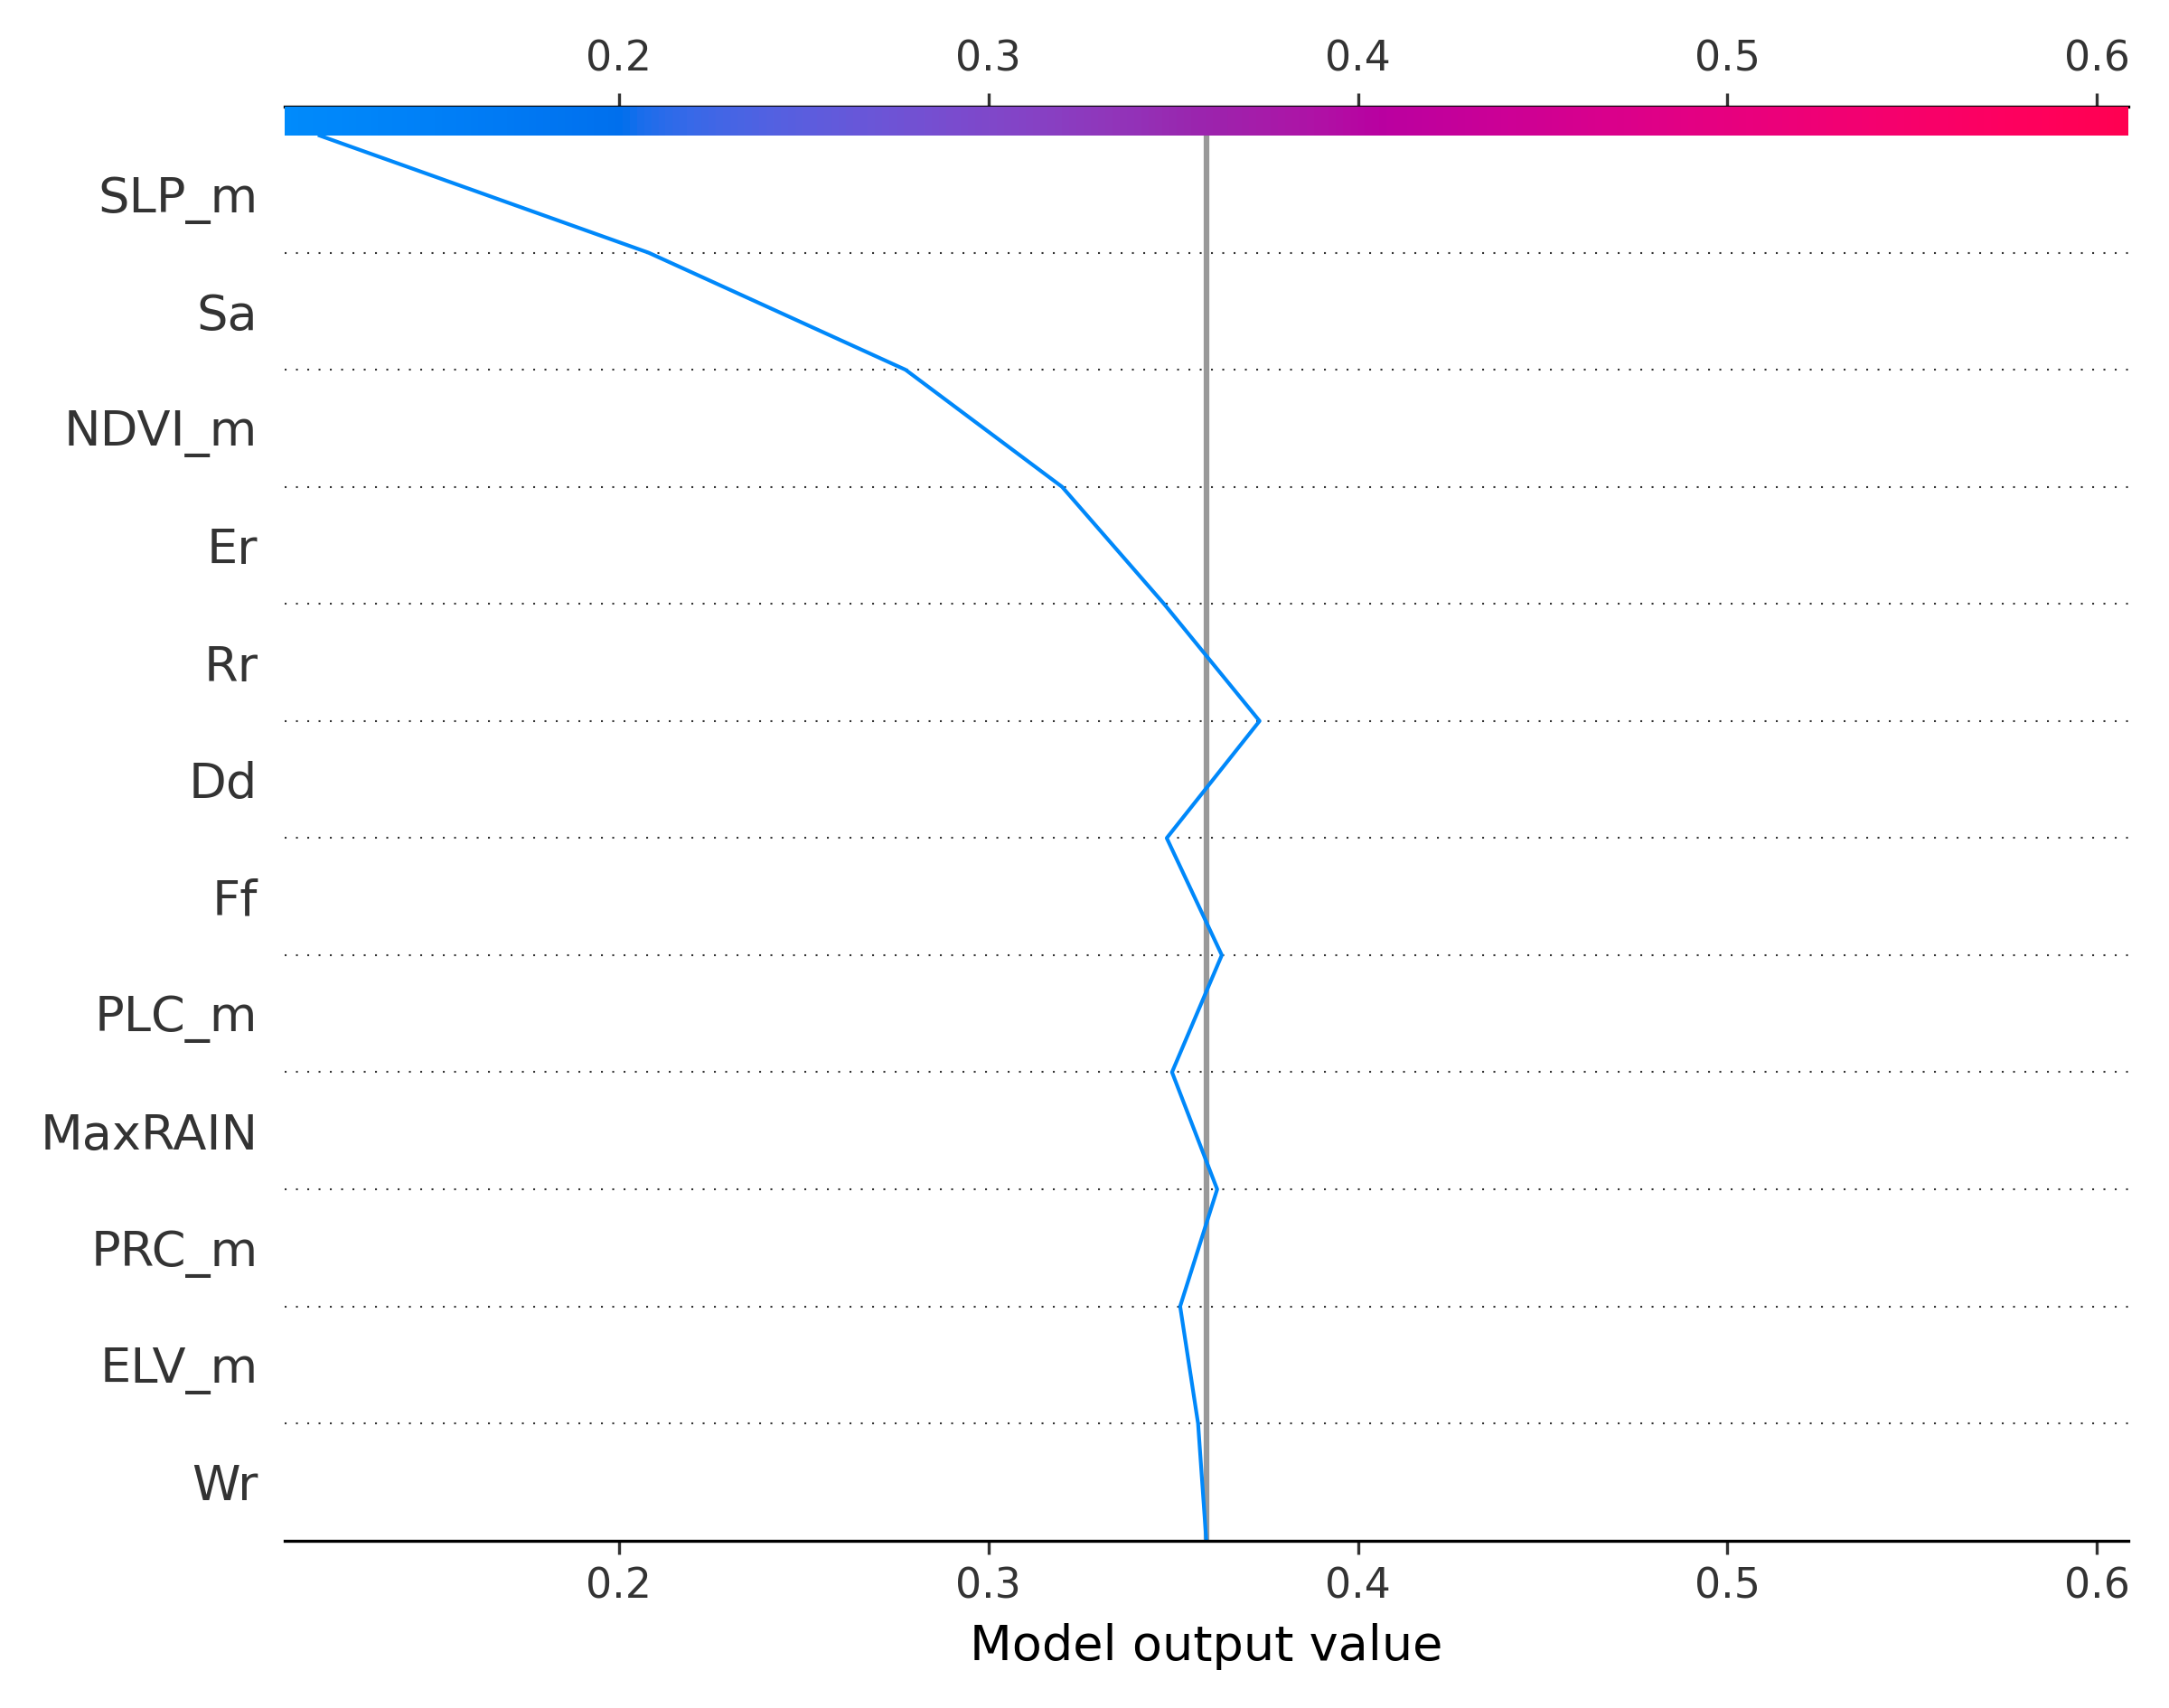 0.2 0.3 0.4 0.5 0.6
SLP_m
Sa
NDVI_m
Er
Rr
Dd
Ff
PLC_m
MaxRAIN
PRC_m
ELV_m
Wr
0.2 0.3 0.4 0.5 0.6
Model output value